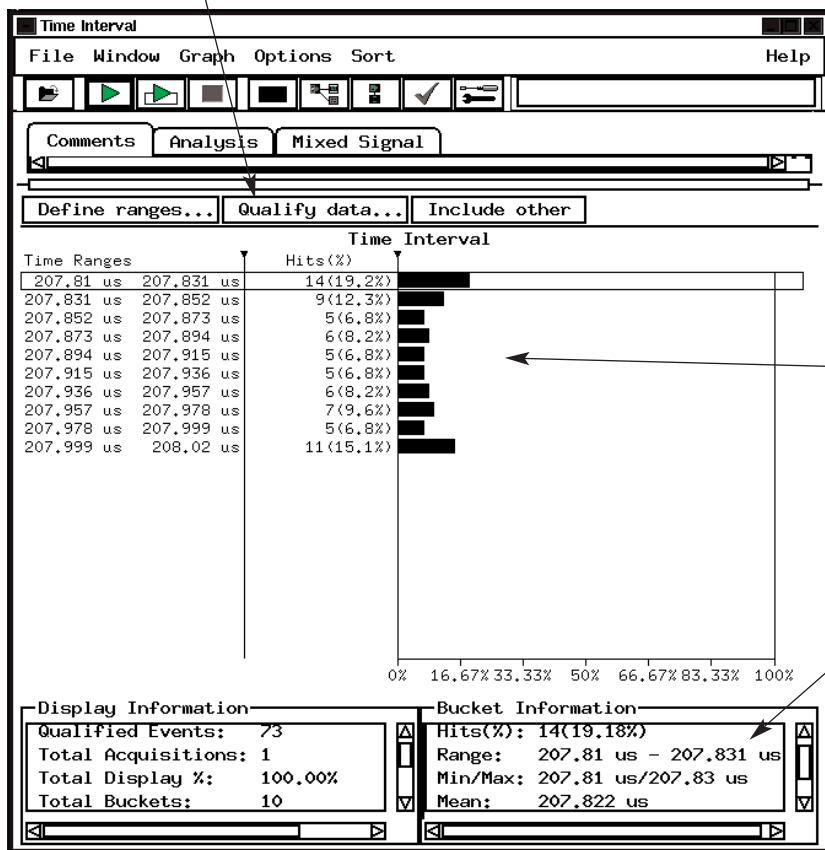 Time Interval
File Window Graph Options Sort Help
Comments Analysis Mixed Signal
Define ranges... Qualify data... Include other
Time Interval
Time Ranges Hits(%)
207.81 us 207.831 us 14(19.2%)
207.831 us 207.852 us 9(12.3%)
207.852 us 207.873 us 5(6.8%)
207.873 us 207.894 us 6(8.2%)
207.894 us 207.915 us 5(6.8%)
207.915 us 207.936 us 5(6.8%)
207.936 us 207.957 us 6(8.2%)
207.957 us 207.978 us 7(9.6%)
207.978 us 207.999 us 5(6.8%)
207.999 us 208.02 us 11(15.1%)
0% 16.67% 33.33% 50% 66.67% 83.33% 100%
Display Information
Qualified Events: 73
Total Acquisitions: 1
Total Display %: 100.00%
Total Buckets: 10
Bucket Information
Hits(%): 14(19.18%)
Range: 207.81 us - 207.831 us
Min/Max: 207.81 us/207.83 us
Mean: 207.822 us